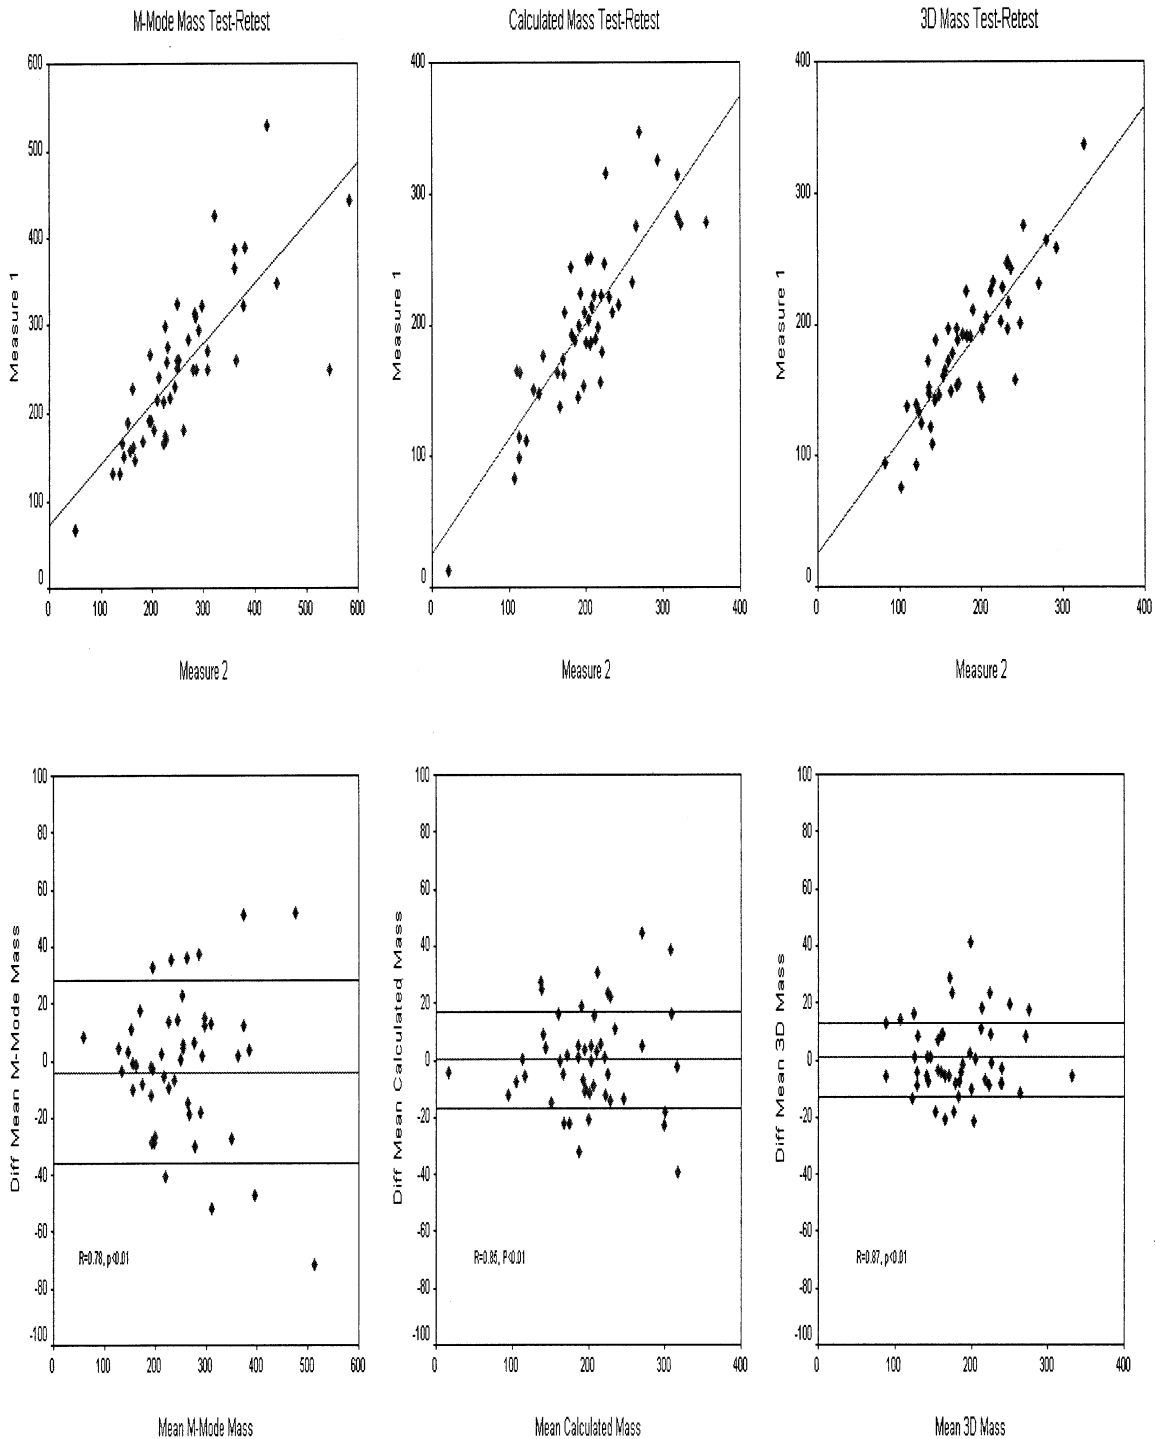 M-Mode Mass Test-Retest
Calculated Mass Test-Retest
3D Mass Test-Retest
600
500
400
300
200
100
0
Measure 1
0 100 200 300 400 500 600
Measure 2
400
300
200
100
0
Measure 1
0 100 200 300 400
Measure 2
400
300
200
100
0
Measure 1
0 100 200 300 400
Measure 2
100
80
60
40
20
0
-20
-40
-60
-80
-100
Diff Mean M-Mode Mass
R=0.78, p<0.01
0 100 200 300 400 500 600
Mean M-Mode Mass
100
80
60
40
20
0
-20
-40
-60
-80
-100
Diff Mean Calculated Mass
R=0.85, P<0.01
0 100 200 300 400
Mean Calculated Mass
100
80
60
40
20
0
-20
-40
-60
-80
-100
Diff Mean 3D Mass
R=0.87, p<0.01
0 100 200 300 400
Mean 3D Mass